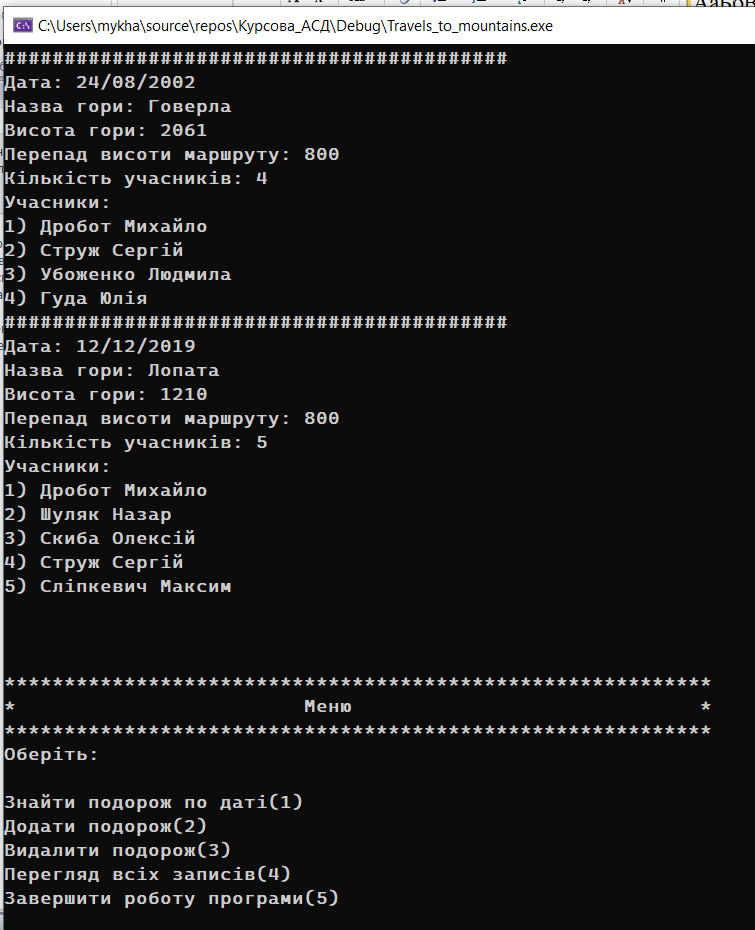 C:\Users\mykha\source\repos\Курсова_АСД\Debug\Travels_to_mountains.exe
##########################################
Дата: 24/08/2002
Назва гори: Говерла
Висота гори: 2061
Перепад висоти маршруту: 800
Кількість учасників: 4
Учасники:
1) Дробот Михайло
2) Струж Сергій
3) Убоженко Людмила
4) Гуда Юлія
##########################################
Дата: 12/12/2019
Назва гори: Лопата
Висота гори: 1210
Перепад висоти маршруту: 800
Кількість учасників: 5
Учасники:
1) Дробот Михайло
2) Шуляк Назар
3) Скиба Олексій
4) Струж Сергій
5) Сліпкевич Максим
***********************************************************
* Меню *
***********************************************************
Оберіть:
Знайти подорож по даті(1)
Додати подорож(2)
Видалити подорож(3)
Перегляд всіх записів(4)
Завершити роботу програми(5)